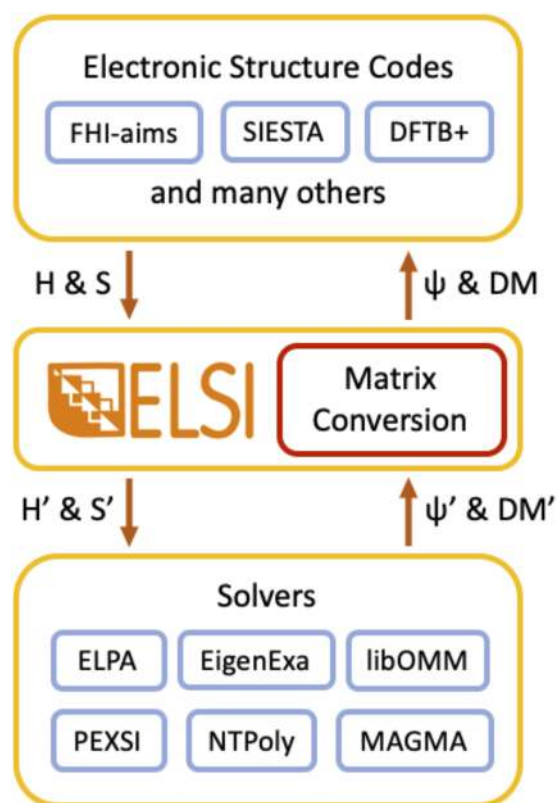 Electronic Structure Codes
FHI-aims SIESTA DFTB+
and many others
H & S ψ & DM
ELSI
Matrix
Conversion
H’ & S’ ψ’ & DM’
Solvers
ELPA EigenExa libOMM
PEXSI NTPoly MAGMA